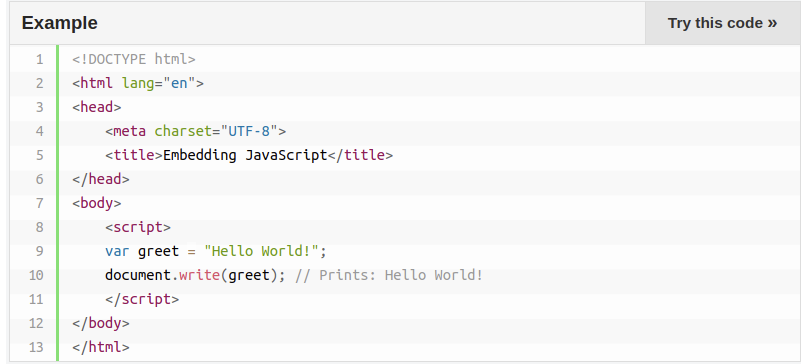 Example
Try this code »
1 <!DOCTYPE html>
2 <html lang="en">
3 <head>
4     <meta charset="UTF-8">
5     <title>Embedding JavaScript</title>
6 </head>
7 <body>
8     <script>
9     var greet = "Hello World!";
10     document.write(greet); // Prints: Hello World!
11     </script>
12 </body>
13 </html>